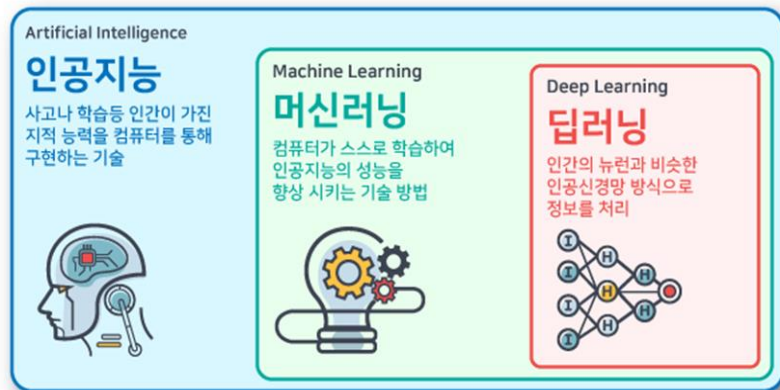 Artificial Intelligence
인공지능
사고나 학습등 인간이 가진
지적 능력을 컴퓨터를 통해
구현하는 기술
Machine Learning
머신러닝
컴퓨터가 스스로 학습하여
인공지능의 성능을
향상 시키는 기술 방법
Deep Learning
딥러닝
인간의 뉴런과 비슷한
인공신경망 방식으로
정보를 처리
I
H
I
H
H
I
H
H
I